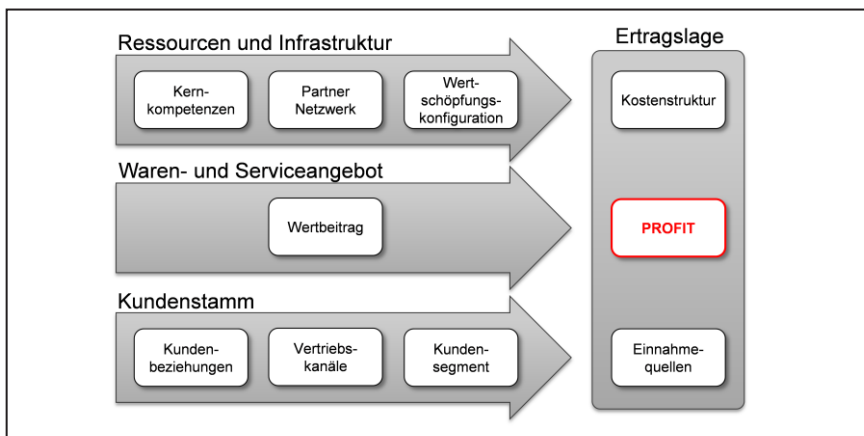 Ressourcen und Infrastruktur
Kern-
kompetenzen
Partner
Netzwerk
Wert-
schöpfungs-
konfiguration
Waren- und Serviceangebot
Wertbeitrag
Kundenstamm
Kunden-
beziehungen
Vertriebs-
kanäle
Kunden-
segment
Ertragslage
Kostenstruktur
PROFIT
Einnahme-
quellen